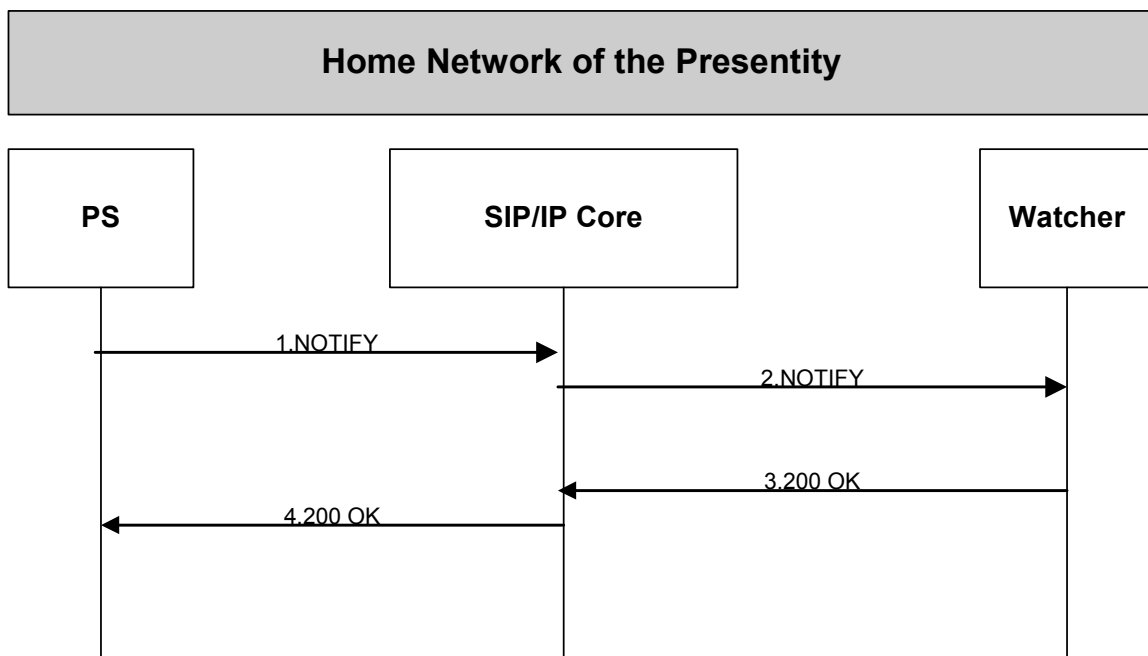 Home Network of the Presentity
PS
SIP/IP Core
Watcher
1.NOTIFY
2.NOTIFY
3.200 OK
4.200 OK